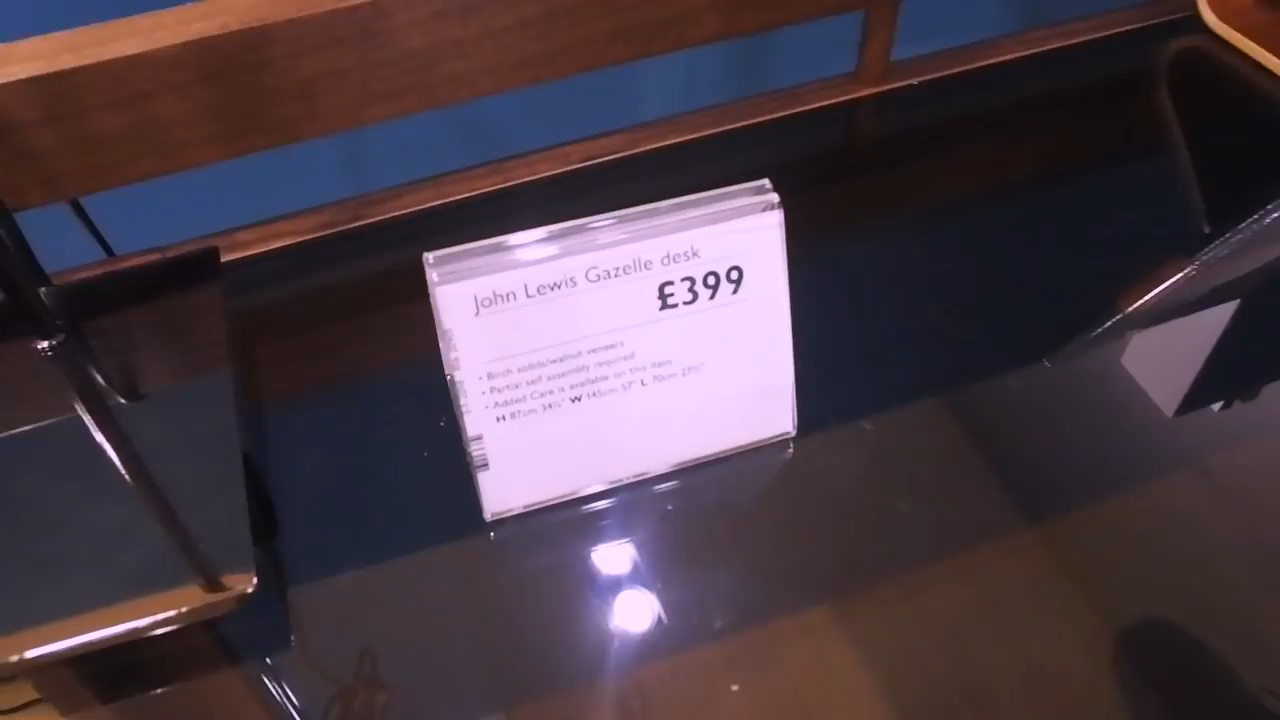 John Lewis Gazelle desk
£399
• Birch solids/walnut veneers
• Partial self assembly required
• Added Care is available on this item
H 87cm 34¼" W 145cm 57" L 70cm 27½"